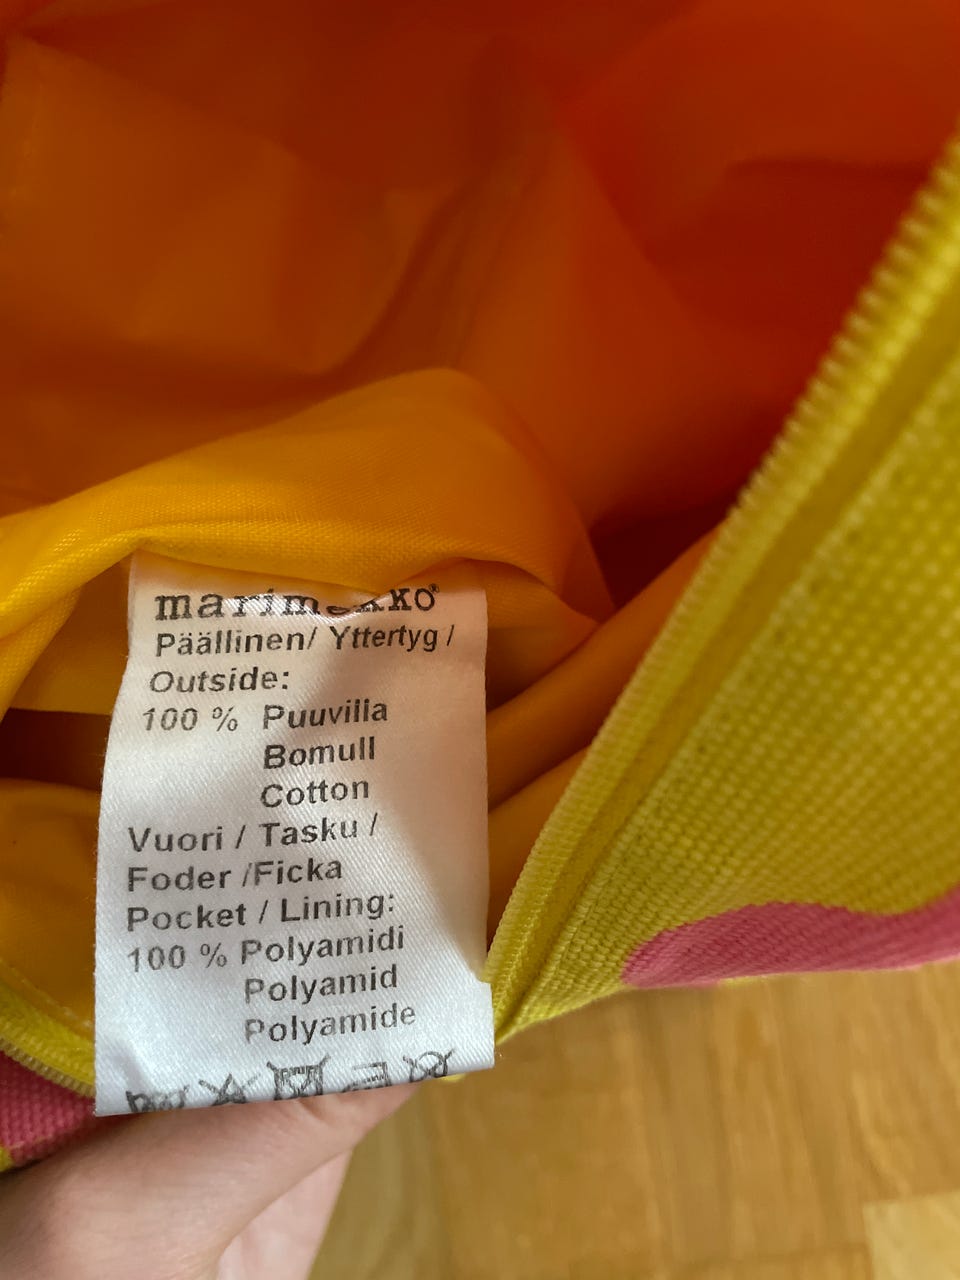 marimekko®
Päällinen/ Yttertyg /
Outside:
100 % Puuvilla
Bomull
Cotton
Vuori / Tasku /
Foder /Ficka
Pocket / Lining:
100 % Polyamidi
Polyamid
Polyamide